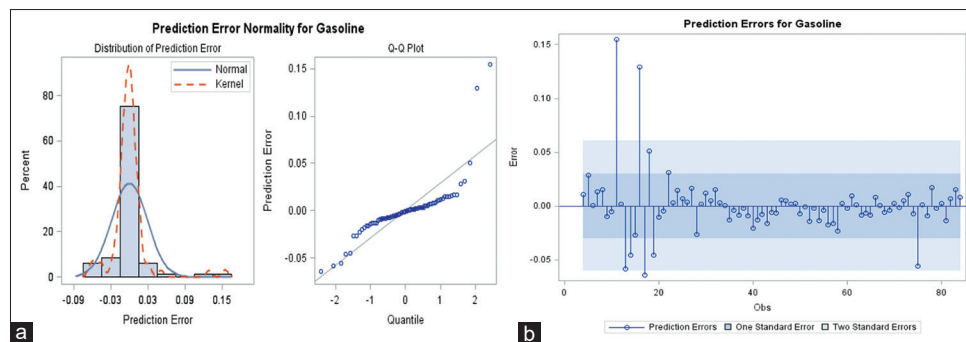 Prediction Error Normality for Gasoline
Distribution of Prediction Error
Normal
Kernel
80
60
40
20
0
Percent
-0.09 -0.03 0.03 0.09 0.15
Prediction Error
a
Q-Q Plot
0.15
0.10
0.05
0.00
-0.05
Prediction Error
-2 -1 0 1 2
Quantile
Prediction Errors for Gasoline
0.15
0.10
0.05
0.00
-0.05
Error
0 20 40 60 80
Obs
Prediction Errors One Standard Error Two Standard Errors
b